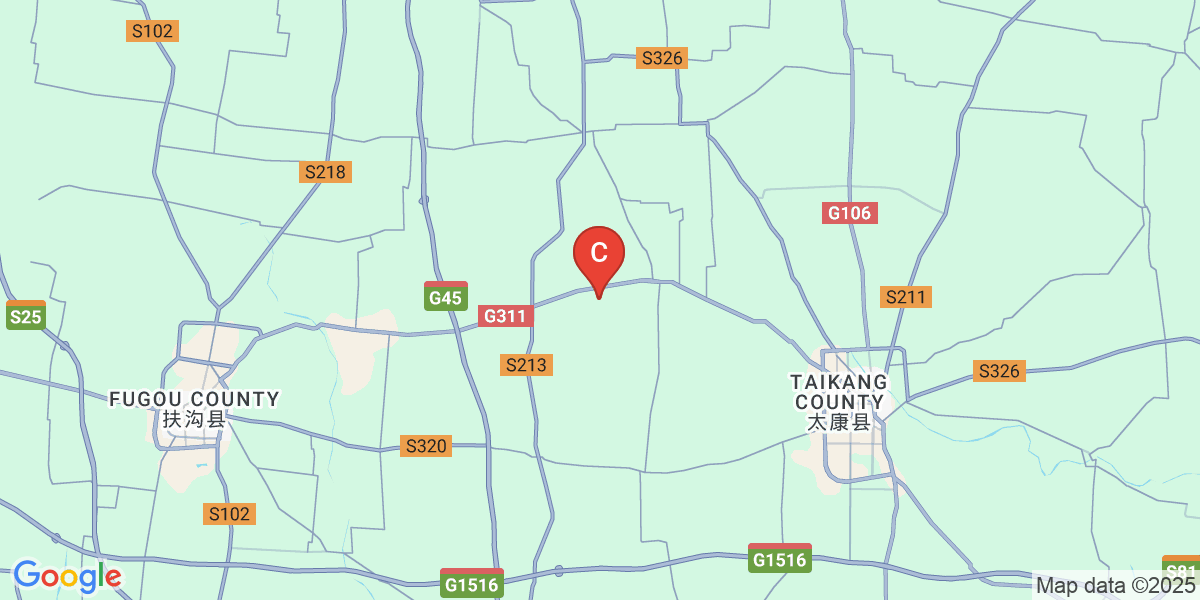 S102
S326
S218
G106
C
G45
S211
S25
G311
S213
S326
TAIKANG
COUNTY
太康县
FUGOU COUNTY
扶沟县
S320
S102
G1516
G1516
S81
Google
Map data ©2025